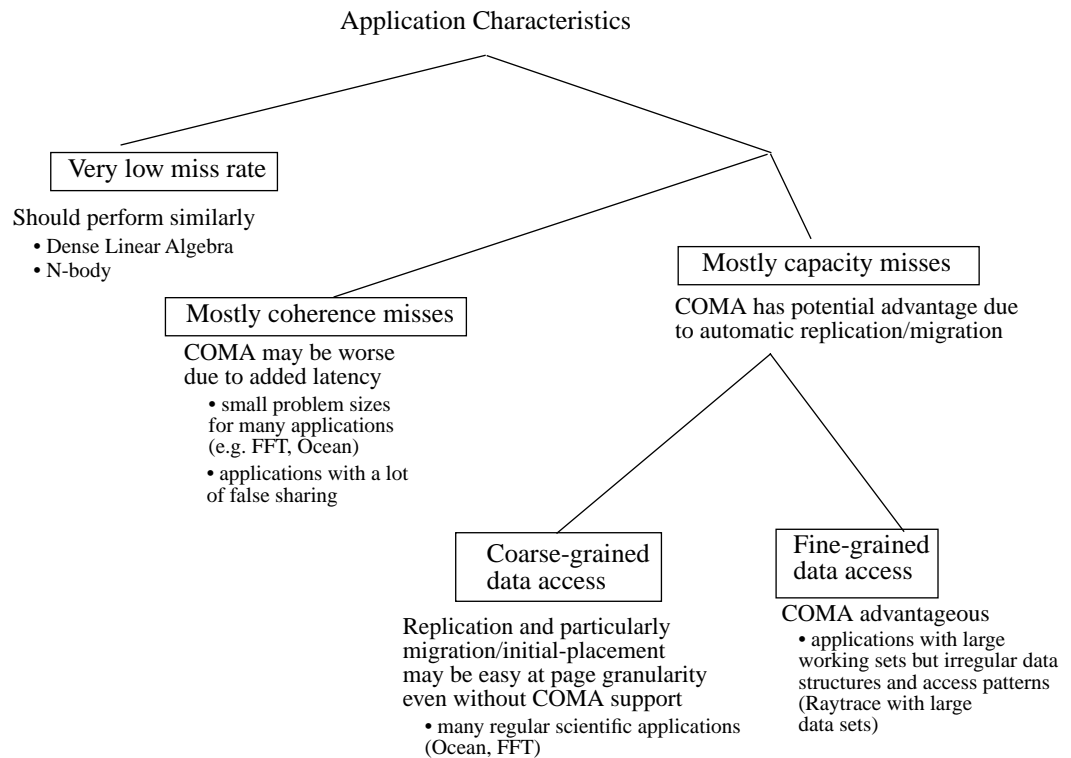 Application Characteristics
Very low miss rate
Should perform similarly
• Dense Linear Algebra
• N-body
Mostly coherence misses
COMA may be worse
due to added latency
• small problem sizes
for many applications
(e.g. FFT, Ocean)
• applications with a lot
of false sharing
Mostly capacity misses
COMA has potential advantage due
to automatic replication/migration
Coarse-grained
data access
Replication and particularly
migration/initial-placement
may be easy at page granularity
even without COMA support
• many regular scientific applications
(Ocean, FFT)
Fine-grained
data access
COMA advantageous
• applications with large
working sets but irregular data
structures and access patterns
(Raytrace with large
data sets)